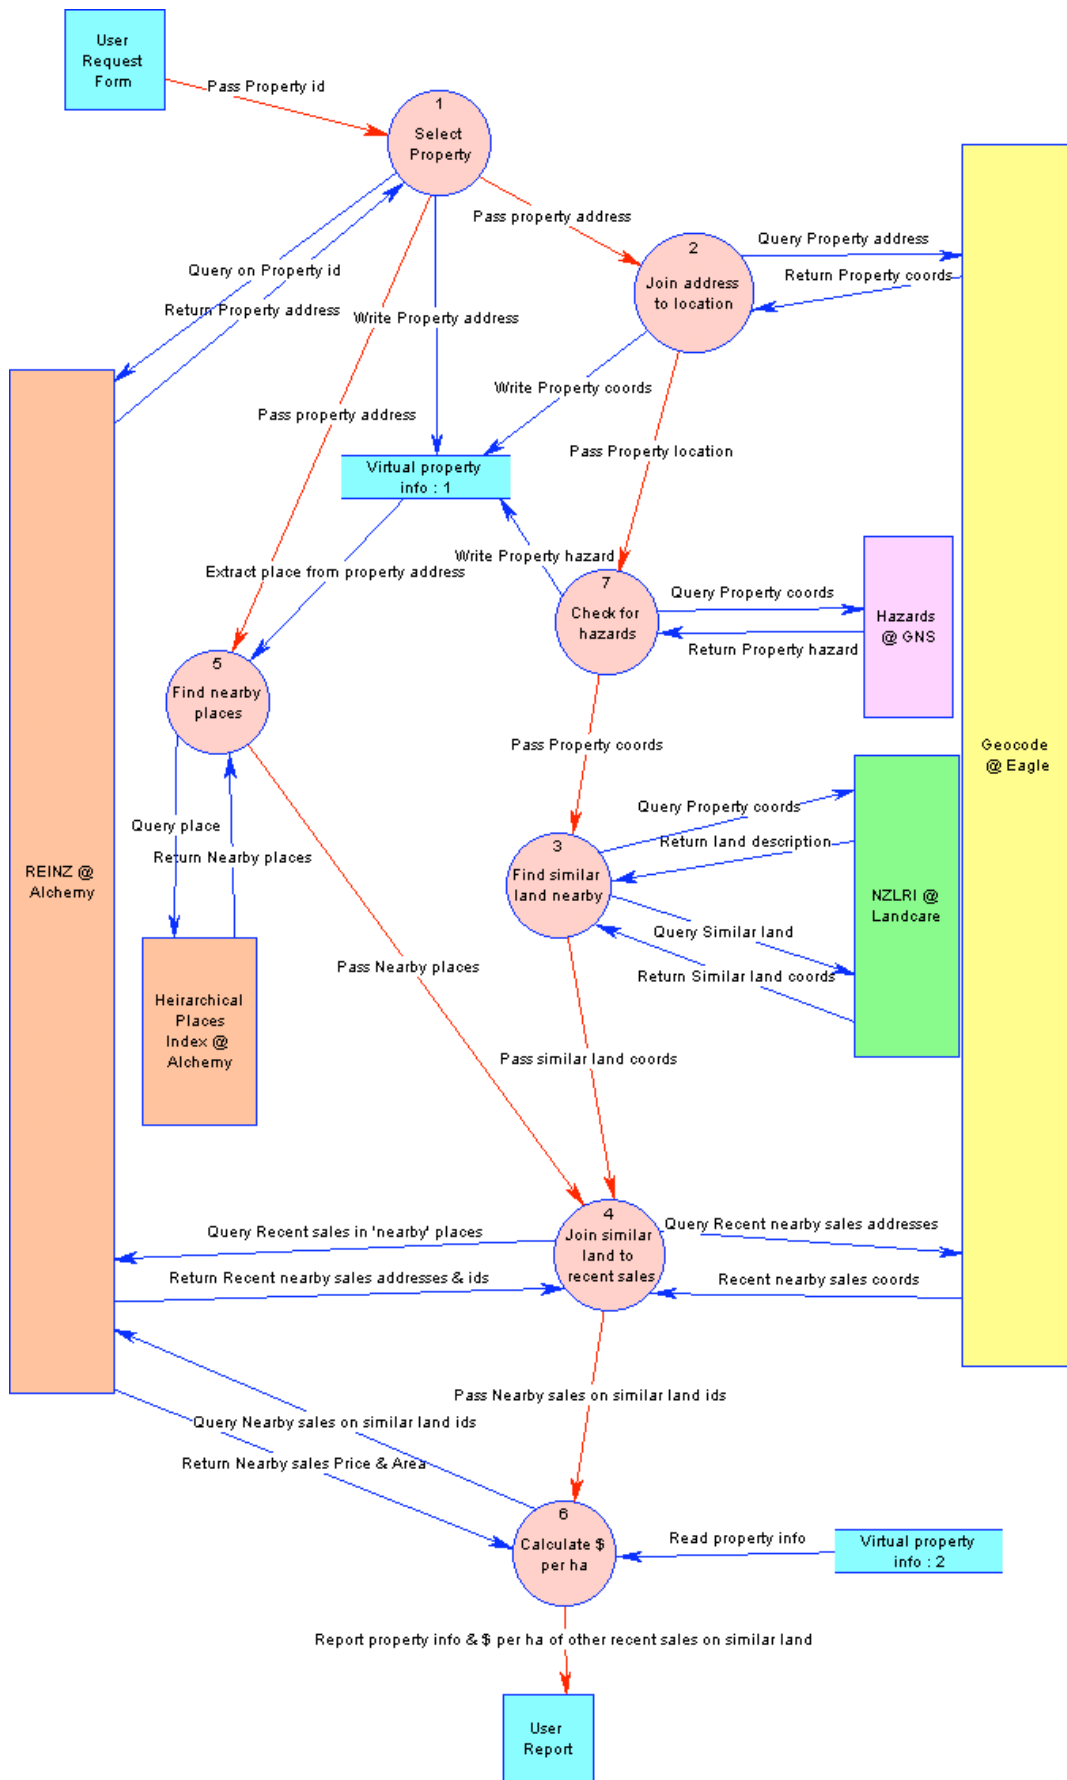 User
Request
Form
Pass Property id
1
Select
Property
Pass property address
Query Property address
2
Join address
to location
Return Property coords
Query on Property id
Return Property address
Write Property address
Write Property coords
Pass property address
Pass Property location
Virtual property
info : 1
Write Property hazard
Extract place from property address
7
Check for
hazards
Query Property coords
Return Property hazard
Hazards
@ GNS
5
Find nearby
places
Pass Property coords
Geocode
@ Eagle
Query place
Return Nearby places
Query Property coords
Return land description
3
Find similar
land nearby
REINZ @
Alchemy
NZLRI @
Landcare
Query Similar land
Return Similar land coords
Pass Nearby places
Heirarchical
Places
Index @
Alchemy
Pass similar land coords
4
Join similar
land to
recent sales
Query Recent sales in 'nearby' places
Query Recent nearby sales addresses
Return Recent nearby sales addresses & ids
Recent nearby sales coords
Pass Nearby sales on similar land ids
Query Nearby sales on similar land ids
Return Nearby sales Price & Area
6
Calculate $
per ha
Read property info
Virtual property
info : 2
Report property info & $ per ha of other recent sales on similar land
User
Report